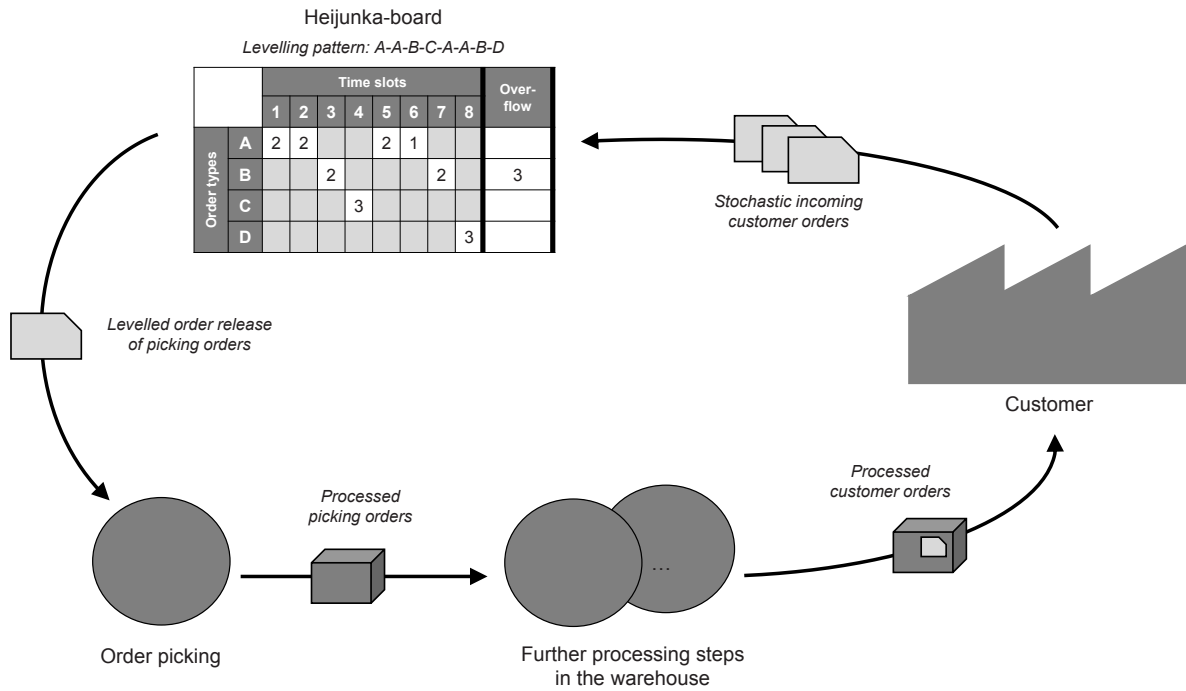 Heijunka-board
Levelling pattern: A-A-B-C-A-A-B-D
Time slots
Over-
flow
1 2 3 4 5 6 7 8
Order types
A 2 2 2 1
B 2 2 3
C 3
D 3
Stochastic incoming
customer orders
Levelled order release
of picking orders
Customer
Processed
picking orders
Processed
customer orders
...
Order picking
Further processing steps
in the warehouse